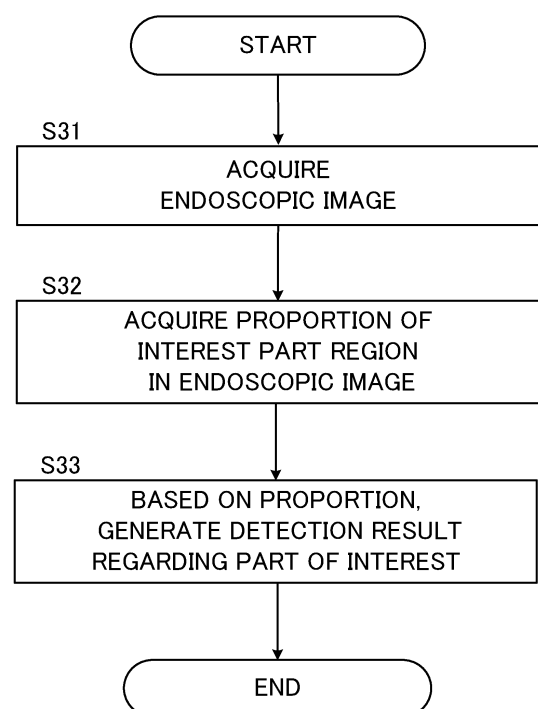 START
S31
ACQUIRE
ENDOSCOPIC IMAGE
S32
ACQUIRE PROPORTION OF
INTEREST PART REGION
IN ENDOSCOPIC IMAGE
S33
BASED ON PROPORTION,
GENERATE DETECTION RESULT
REGARDING PART OF INTEREST
END